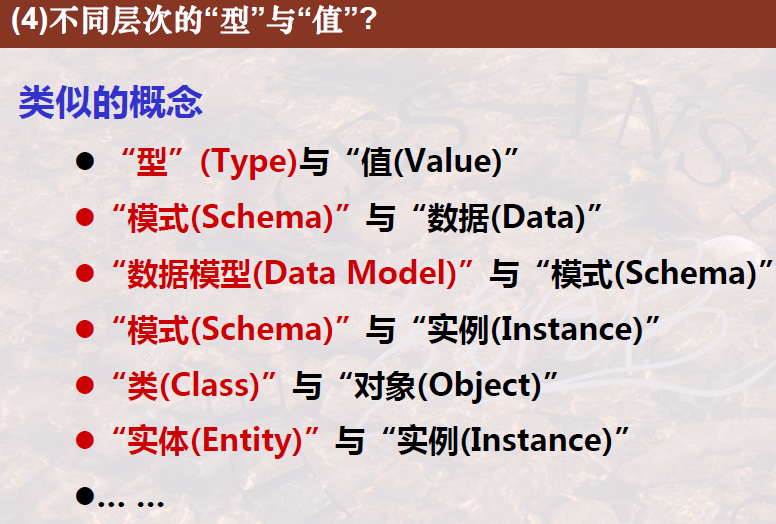 (4)不同层次的“型”与“值”?
类似的概念
● “型”(Type)与“值(Value)”
● “模式(Schema)”与“数据(Data)”
● “数据模型(Data Model)”与“模式(Schema)”
● “模式(Schema)”与“实例(Instance)”
● “类(Class)”与“对象(Object)”
● “实体(Entity)”与“实例(Instance)”
●... ...